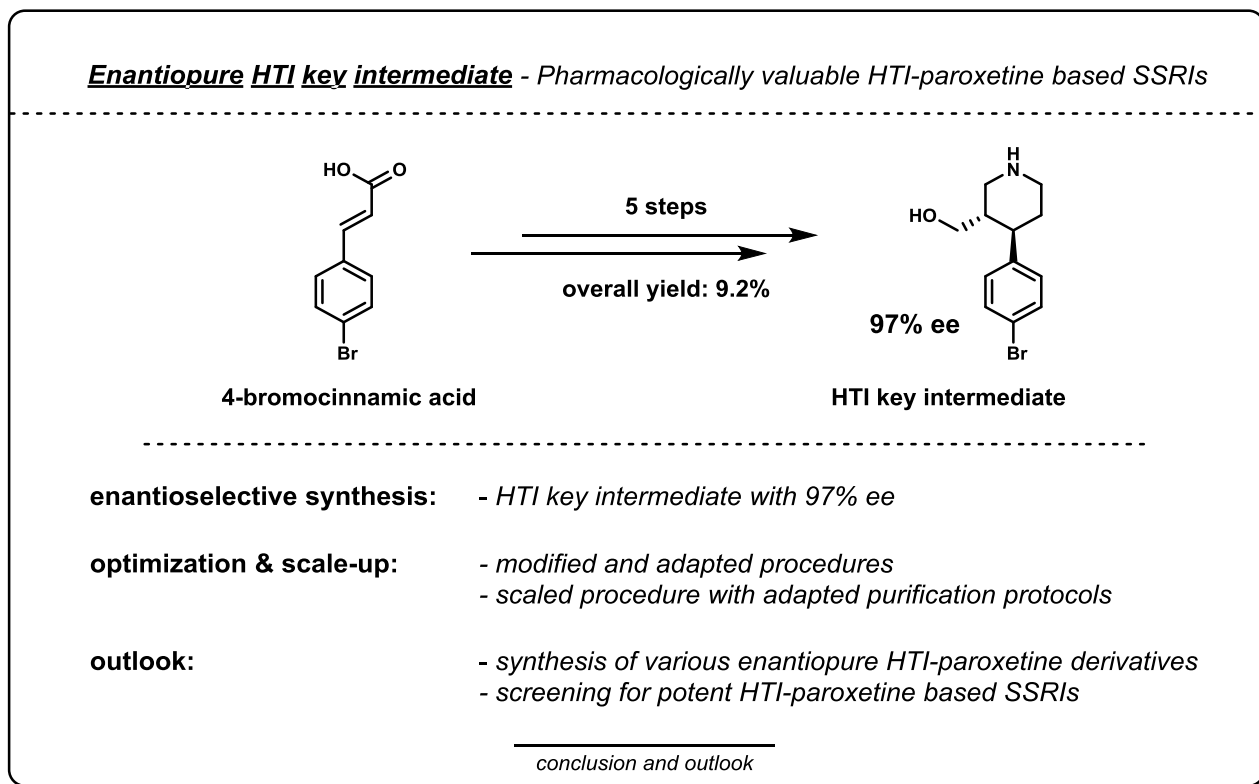 Enantiopure HTI key intermediate - Pharmacologically valuable HTI-paroxetine based SSRIs
HO
O
Br
4-bromocinnamic acid
5 steps
overall yield: 9.2%
H
N
HO
97% ee
Br
HTI key intermediate
enantioselective synthesis: - HTI key intermediate with 97% ee
optimization & scale-up: - modified and adapted procedures
- scaled procedure with adapted purification protocols
outlook: - synthesis of various enantiopure HTI-paroxetine derivatives
- screening for potent HTI-paroxetine based SSRIs
conclusion and outlook